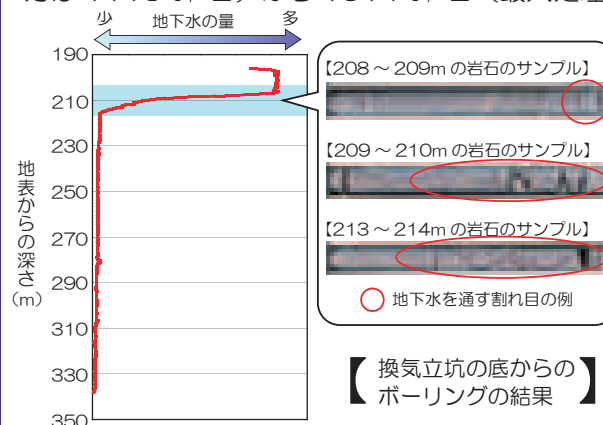 少 地下水の量 多
190
210
230
250
270
290
310
330
350
地表からの深さ(m)
【208～209mの岩石のサンプル】
【209～210mの岩石のサンプル】
【213～214mの岩石のサンプル】
地下水を通す割れ目の例
【換気立坑の底からの
ボーリングの結果】